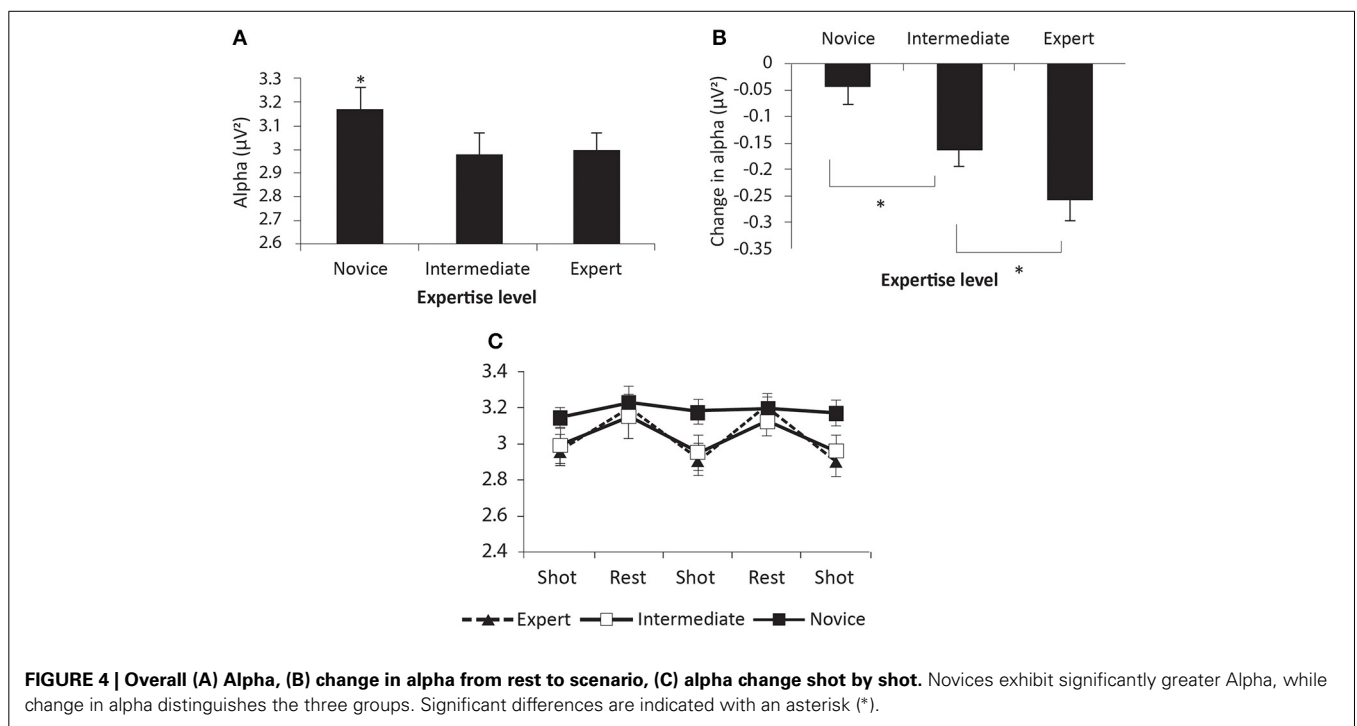 A
Alpha (µV²)
3.3
3.2
3.1
3
2.9
2.8
2.7
2.6
*
Novice Intermediate Expert
Expertise level
B
Novice Intermediate Expert
Change in alpha (µV²)
0
-0.05
-0.1
-0.15
-0.2
-0.25
-0.3
-0.35
*
*
Expertise level
C
3.4
3.2
3
2.8
2.6
2.4
Shot Rest Shot Rest Shot
Expert Intermediate Novice
FIGURE 4 | Overall (A) Alpha, (B) change in alpha from rest to scenario, (C) alpha change shot by shot. Novices exhibit significantly greater Alpha, while
change in alpha distinguishes the three groups. Significant differences are indicated with an asterisk (*).